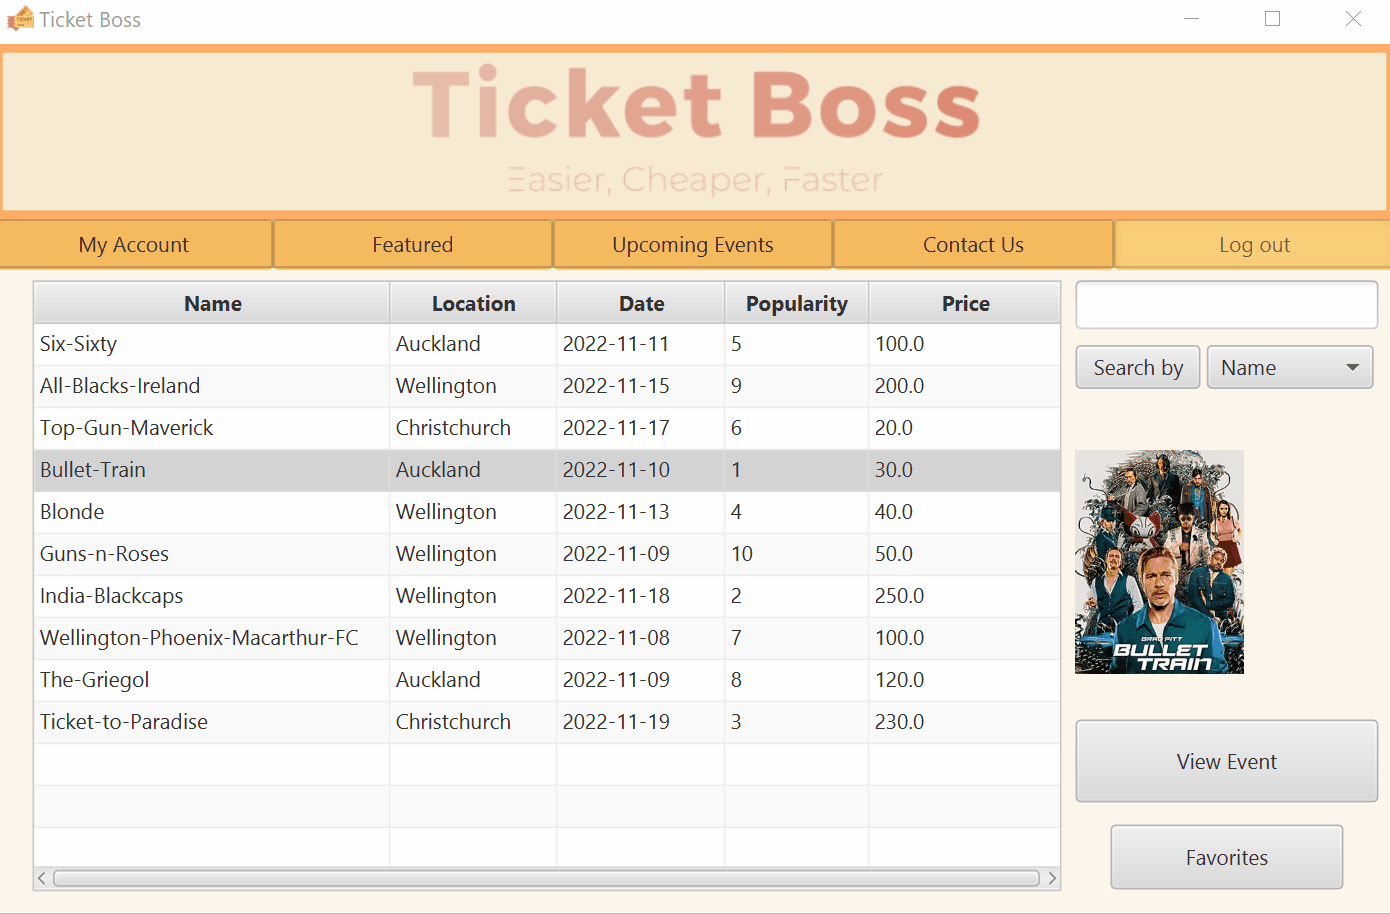 Ticket Boss
Ticket Boss
Easier, Cheaper, Faster
My Account Featured Upcoming Events Contact Us Log out
Name Location Date Popularity Price
Six-Sixty Auckland 2022-11-11 5 100.0
All-Blacks-Ireland Wellington 2022-11-15 9 200.0
Top-Gun-Maverick Christchurch 2022-11-17 6 20.0
Bullet-Train Auckland 2022-11-10 1 30.0
Blonde Wellington 2022-11-13 4 40.0
Guns-n-Roses Wellington 2022-11-09 10 50.0
India-Blackcaps Wellington 2022-11-18 2 250.0
Wellington-Phoenix-Macarthur-FC Wellington 2022-11-08 7 100.0
The-Griegol Auckland 2022-11-09 8 120.0
Ticket-to-Paradise Christchurch 2022-11-19 3 230.0
Search by Name
BRAD PITT
BULLET
TRAIN
View Event
Favorites